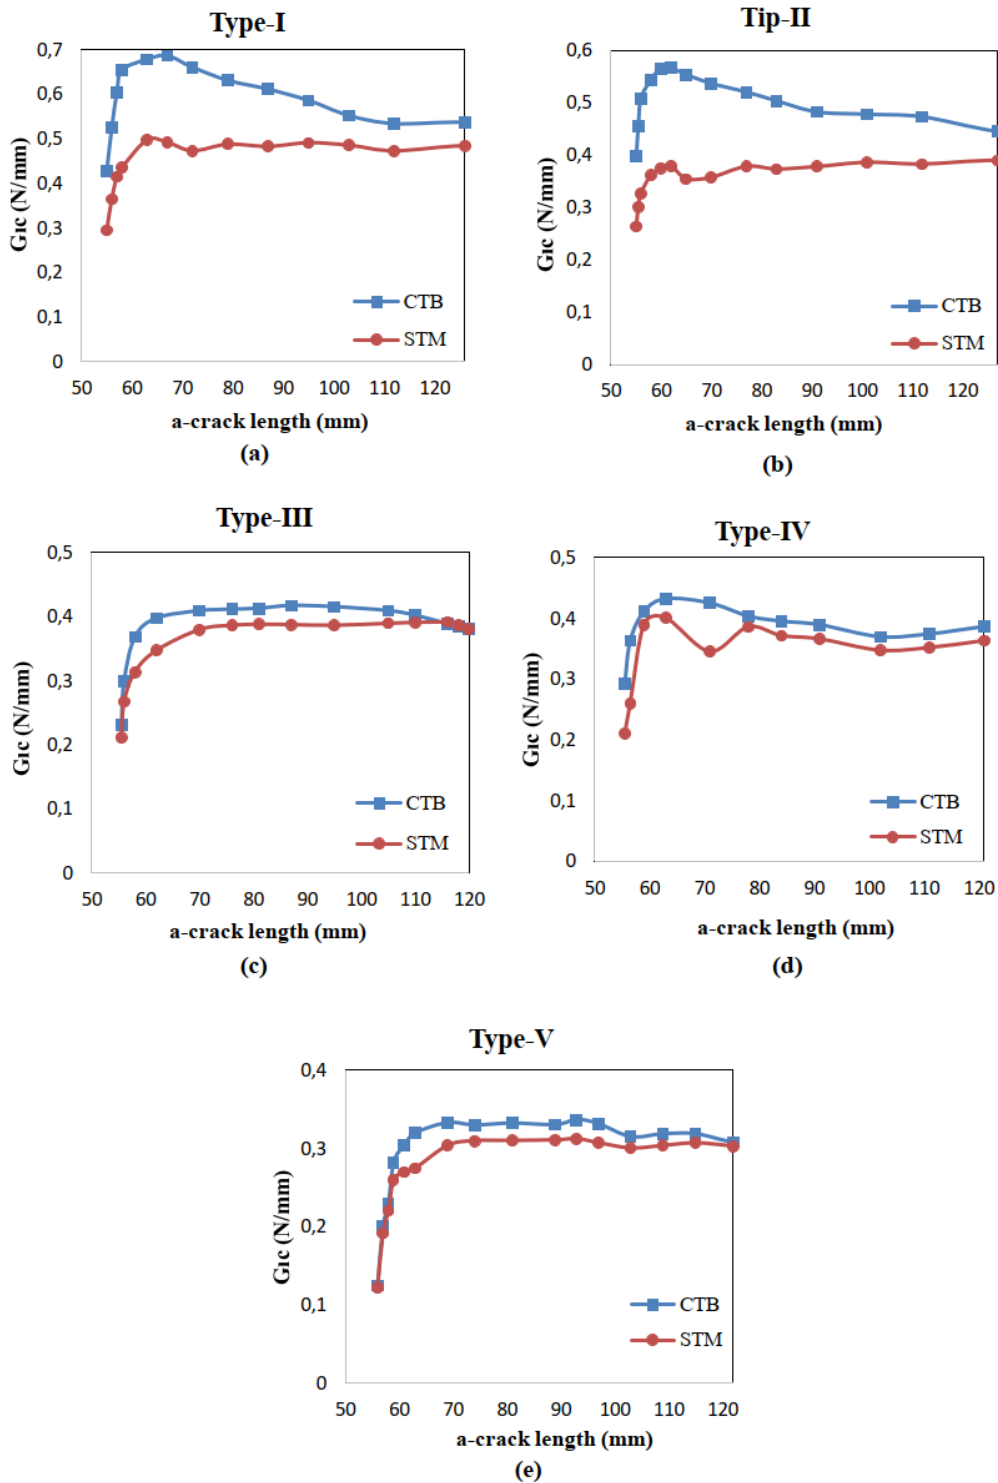 Type-I
0,7
0,6
0,5
0,4
0,3
0,2
0,1
0
Gıc (N/mm)
CTB
STM
50 60 70 80 90 100 110 120
a-crack length (mm)
(a)
Tip-II
0,6
0,5
0,4
0,3
0,2
0,1
0
Gıc (N/mm)
CTB
STM
50 60 70 80 90 100 110 120
a-crack length (mm)
(b)
Type-III
0,5
0,4
0,3
0,2
0,1
0
Gıc (N/mm)
CTB
STM
50 60 70 80 90 100 110 120
a-crack length (mm)
(c)
Type-IV
0,5
0,4
0,3
0,2
0,1
0
Gıc (N/mm)
CTB
STM
50 60 70 80 90 100 110 120
a-crack length (mm)
(d)
Type-V
0,4
0,3
0,2
0,1
0
Gıc (N/mm)
CTB
STM
50 60 70 80 90 100 110 120
a-crack length (mm)
(e)